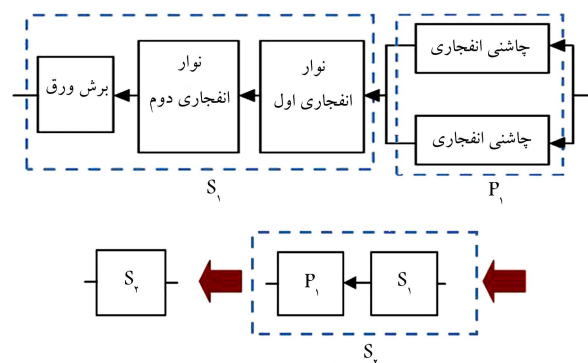 چاشنی انفجاری
نوار
انفجاری اول
نوار
انفجاری دوم
برش ورق
چاشنی انفجاری
P۱
S۱
S۱
P۱
S۲
S۲